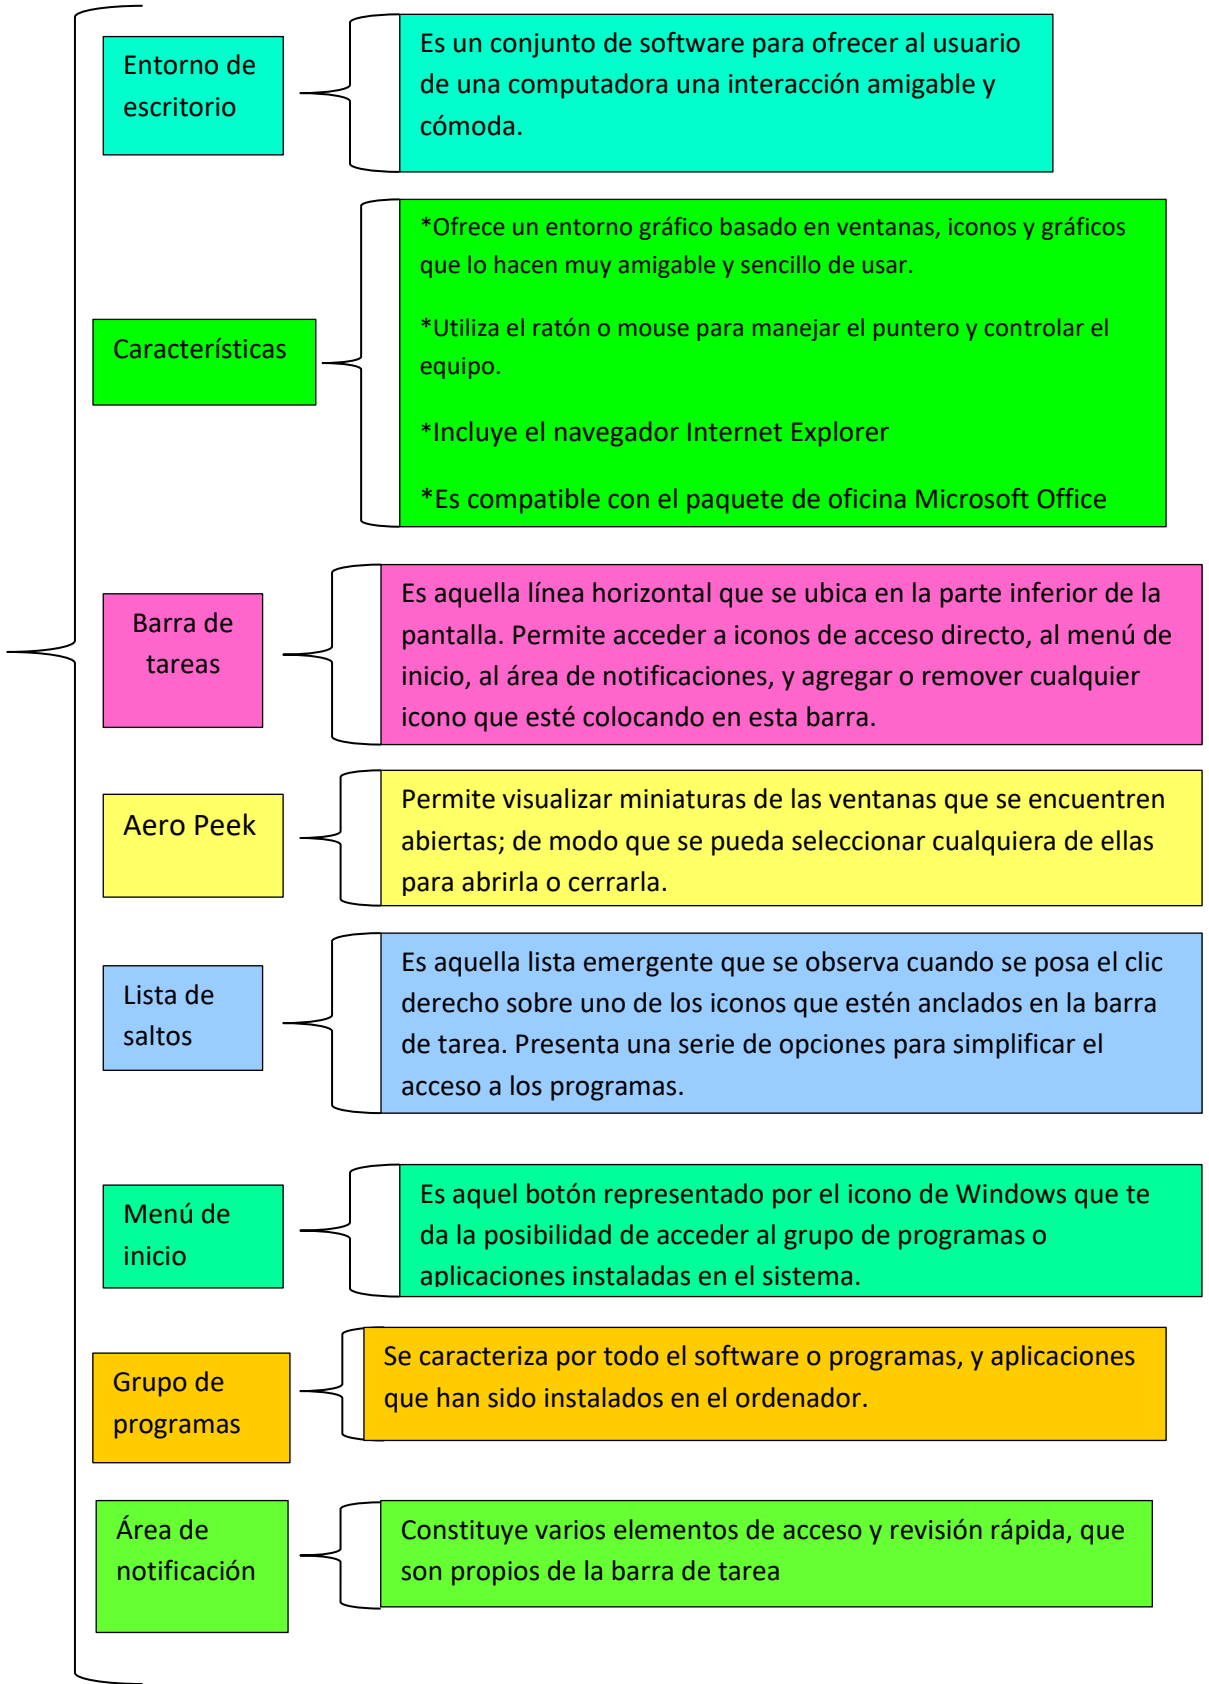 Entorno de
escritorio
Es un conjunto de software para ofrecer al usuario
de una computadora una interacción amigable y
cómoda.
Características
*Ofrece un entorno gráfico basado en ventanas, iconos y gráficos
que lo hacen muy amigable y sencillo de usar.
*Utiliza el ratón o mouse para manejar el puntero y controlar el
equipo.
*Incluye el navegador Internet Explorer
*Es compatible con el paquete de oficina Microsoft Office
Barra de
tareas
Es aquella línea horizontal que se ubica en la parte inferior de la
pantalla. Permite acceder a iconos de acceso directo, al menú de
inicio, al área de notificaciones, y agregar o remover cualquier
icono que esté colocando en esta barra.
Aero Peek
Permite visualizar miniaturas de las ventanas que se encuentren
abiertas; de modo que se pueda seleccionar cualquiera de ellas
para abrirla o cerrarla.
Lista de
saltos
Es aquella lista emergente que se observa cuando se posa el clic
derecho sobre uno de los iconos que estén anclados en la barra
de tarea. Presenta una serie de opciones para simplificar el
acceso a los programas.
Menú de
inicio
Es aquel botón representado por el icono de Windows que te
da la posibilidad de acceder al grupo de programas o
aplicaciones instaladas en el sistema.
Grupo de
programas
Se caracteriza por todo el software o programas, y aplicaciones
que han sido instalados en el ordenador.
Área de
notificación
Constituye varios elementos de acceso y revisión rápida, que
son propios de la barra de tarea